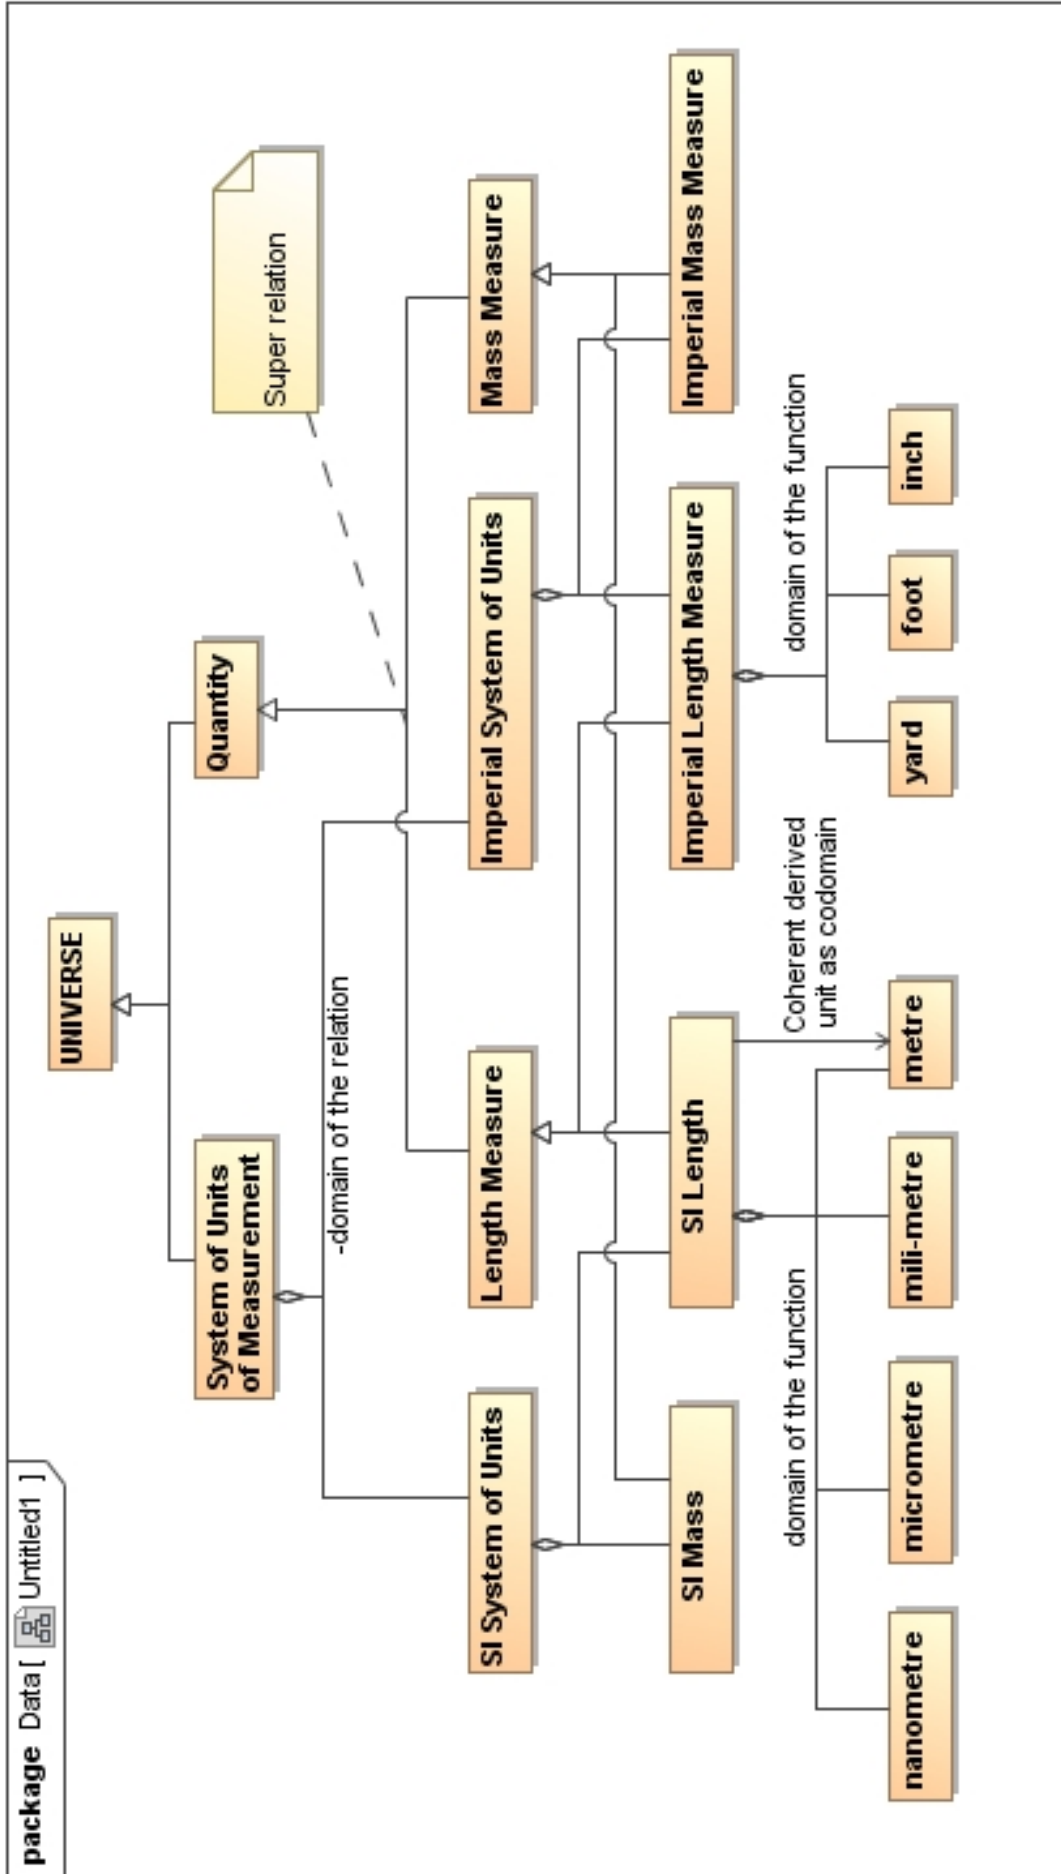 package Data [ Untitled1 ]
UNIVERSE
System of Units
of Measurement
Quantity
Super relation
-domain of the relation
SI System of Units
Length Measure
Imperial System of Units
Mass Measure
SI Mass
SI Length
Imperial Length Measure
Imperial Mass Measure
domain of the function
Coherent derived
unit as codomain
domain of the function
nanometre
micrometre
mili-metre
metre
yard
foot
inch